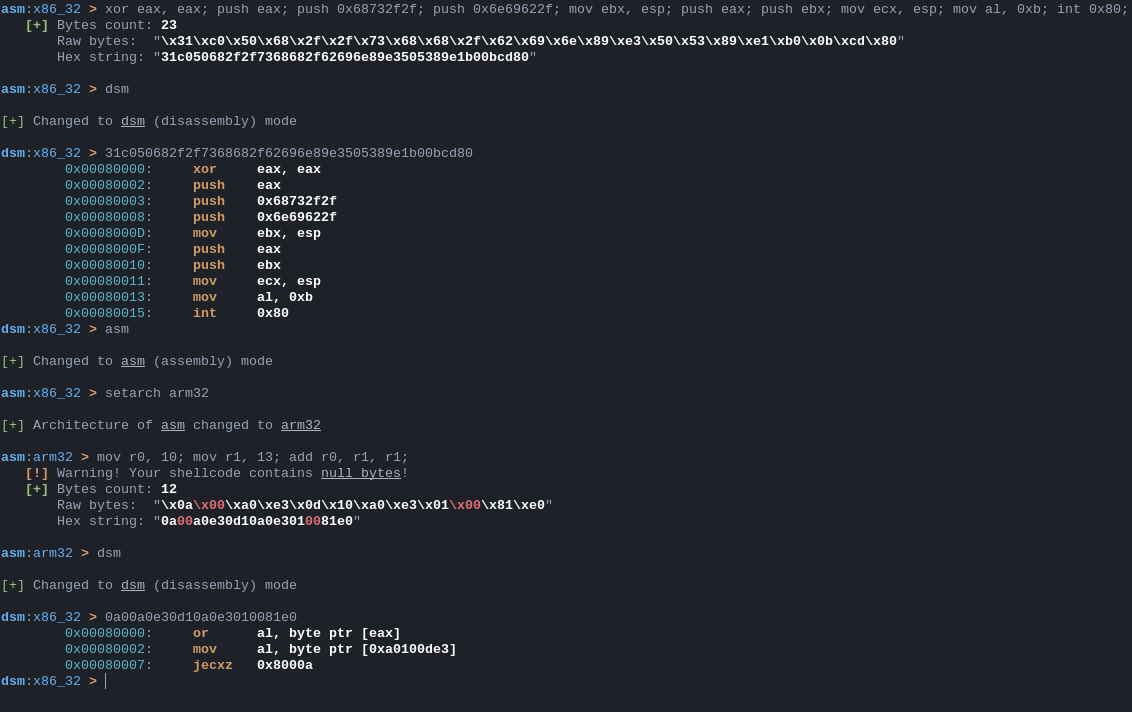 asm:x86_32 > xor eax, eax; push eax; push 0x68732f2f; push 0x6e69622f; mov ebx, esp; push eax; push ebx; mov ecx, esp; mov al, 0xb; int 0x80;
[+] Bytes count: 23
Raw bytes: "\x31\xc0\x50\x68\x2f\x2f\x73\x68\x68\x2f\x62\x69\x6e\x89\xe3\x50\x53\x89\xe1\xb0\x0b\xcd\x80"
Hex string: "31c050682f2f7368682f62696e89e3505389e1b00bcd80"
asm:x86_32 > dsm
[+] Changed to dsm (disassembly) mode
dsm:x86_32 > 31c050682f2f7368682f62696e89e3505389e1b00bcd80
0x00080000: xor eax, eax
0x00080002: push eax
0x00080003: push 0x68732f2f
0x00080008: push 0x6e69622f
0x0008000D: mov ebx, esp
0x0008000F: push eax
0x00080010: push ebx
0x00080011: mov ecx, esp
0x00080013: mov al, 0xb
0x00080015: int 0x80
dsm:x86_32 > asm
[+] Changed to asm (assembly) mode
asm:x86_32 > setarch arm32
[+] Architecture of asm changed to arm32
asm:arm32 > mov r0, 10; mov r1, 13; add r0, r1, r1;
[!] Warning! Your shellcode contains null bytes!
[+] Bytes count: 12
Raw bytes: "\x0a\x00\xa0\xe3\x0d\x10\xa0\xe3\x01\x00\x81\xe0"
Hex string: "0a00a0e30d10a0e3010081e0"
asm:arm32 > dsm
[+] Changed to dsm (disassembly) mode
dsm:x86_32 > 0a00a0e30d10a0e3010081e0
0x00080000: or al, byte ptr [eax]
0x00080002: mov al, byte ptr [0xa0100de3]
0x00080007: jecxz 0x8000a
dsm:x86_32 >